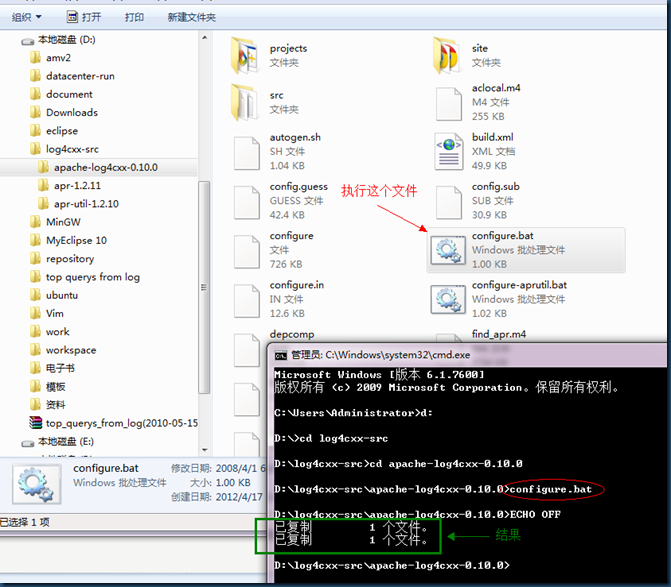 组织 打开 打印 新建文件夹
本地磁盘 (D:)
amv2
datacenter-run
document
Downloads
eclipse
log4cxx-src
apache-log4cxx-0.10.0
apr-1.2.11
apr-util-1.2.10
MinGW
MyEclipse 10
repository
top querys from log
ubuntu
Vim
work
workspace
电子书
模板
资料
top_querys_from_log(2010-05-15
本地磁盘 (E:)
projects
文件夹
site
文件夹
src
文件夹
aclocal.m4
M4 文件
255 KB
autogen.sh
SH 文件
1.04 KB
build.xml
XML 文档
49.9 KB
config.guess
GUESS 文件
42.4 KB
执行这个文件
config.sub
SUB 文件
30.9 KB
configure
文件
726 KB
configure.bat
Windows 批处理文件
1.00 KB
configure.in
IN 文件
12.6 KB
configure-aprutil.bat
Windows 批处理文件
1.02 KB
depcomp
find_apr.m4
configure.bat 修改日期: 2008/4/1 6
Windows 批处理文件 大小: 1.00 KB
创建日期: 2012/4/17
已选择 1 项
管理员: C:\Windows\system32\cmd.exe
Microsoft Windows [版本 6.1.7600]
版权所有 (c) 2009 Microsoft Corporation。保留所有权利。
C:\Users\Administrator>d:
D:\>cd log4cxx-src
D:\log4cxx-src>cd apache-log4cxx-0.10.0
D:\log4cxx-src\apache-log4cxx-0.10.0>configure.bat
D:\log4cxx-src\apache-log4cxx-0.10.0>ECHO OFF
已复制         1 个文件。
已复制         1 个文件。
结果
D:\log4cxx-src\apache-log4cxx-0.10.0>